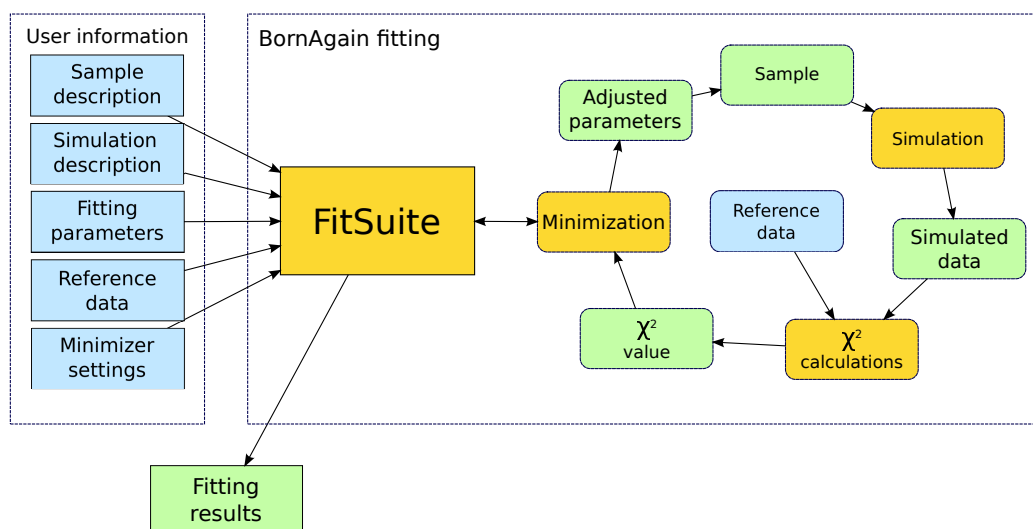 User information
Sample
description
Simulation
description
Fitting
parameters
Reference
data
Minimizer
settings
BornAgain fitting
FitSuite
Minimization
Adjusted
parameters
Sample
Simulation
Simulated
data
Reference
data
χ²
calculations
χ²
value
Fitting
results